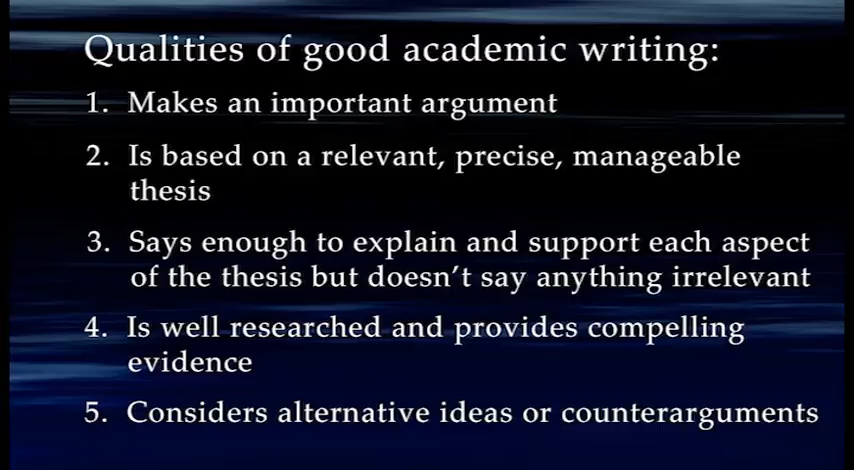 Qualities of good academic writing:
1. Makes an important argument
2. Is based on a relevant, precise, manageable
thesis
3. Says enough to explain and support each aspect
of the thesis but doesn't say anything irrelevant
4. Is well researched and provides compelling
evidence
5. Considers alternative ideas or counterarguments